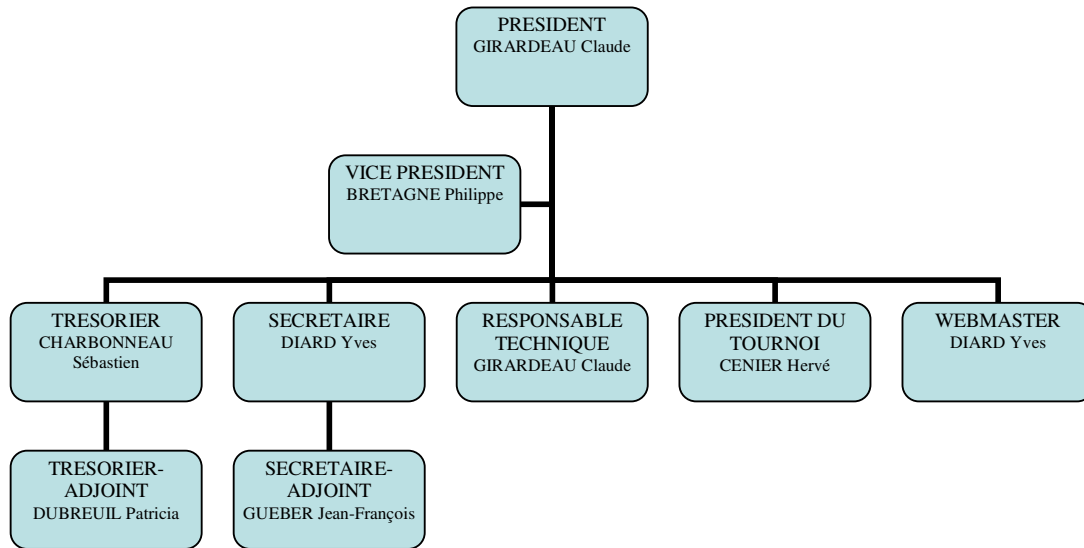 PRESIDENT
GIRARDEAU Claude
VICE PRESIDENT
BRETAGNE Philippe
TRESORIER
CHARBONNEAU
Sébastien
SECRETAIRE
DIARD Yves
RESPONSABLE
TECHNIQUE
GIRARDEAU Claude
PRESIDENT DU
TOURNOI
CENIER Hervé
WEBMASTER
DIARD Yves
TRESORIER-
ADJOINT
DUBREUIL Patricia
SECRETAIRE-
ADJOINT
GUEBER Jean-François